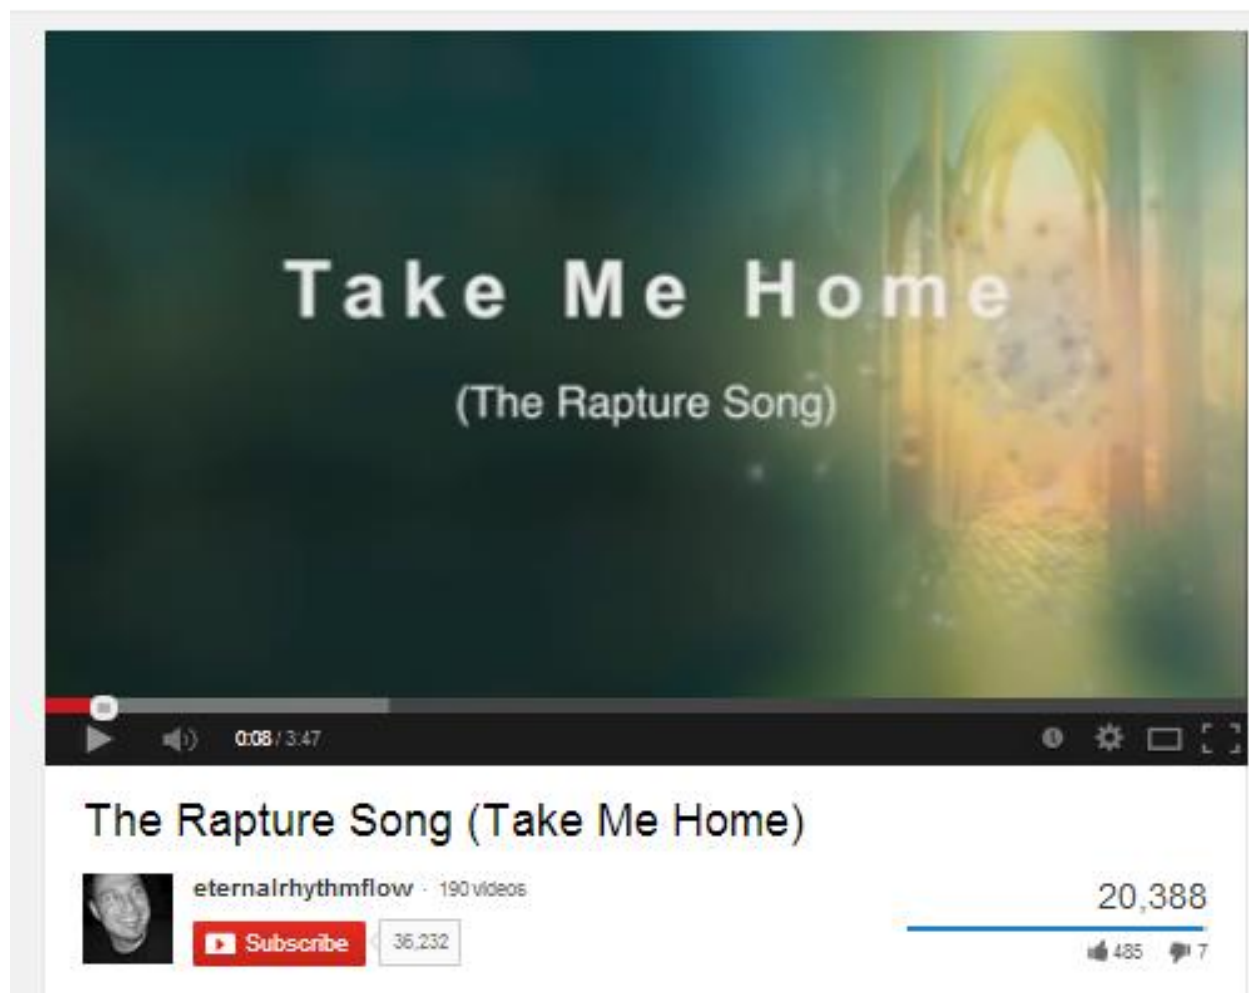 Take Me Home
(The Rapture Song)
0:08 / 3:47
The Rapture Song (Take Me Home)
eternalrhythmflow · 190 videos
Subscribe 36,232
20,388
485 7